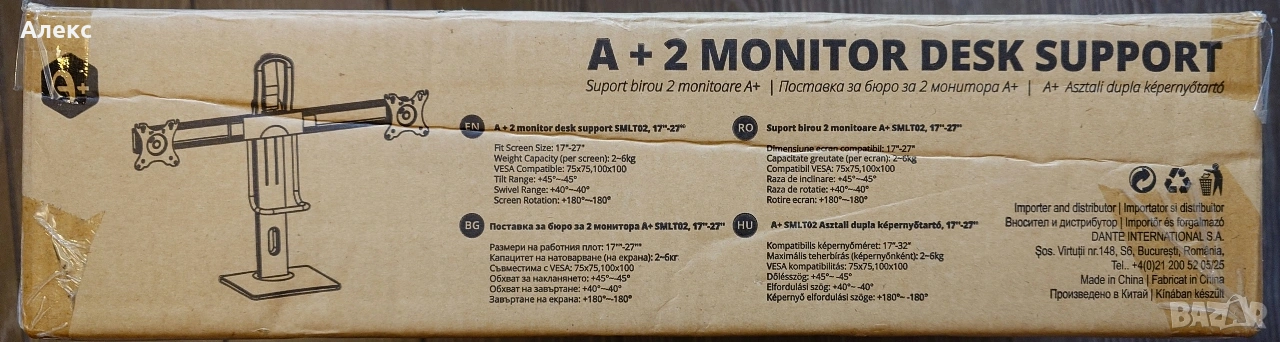 Алекс
e+
A + 2 MONITOR DESK SUPPORT
Suport birou 2 monitoare A+ | Поставка за бюро за 2 монитора A+ | A+ Asztali dupla képernyőtartó
EN A + 2 monitor desk support SMLT02, 17"-27"
Fit Screen Size: 17"-27"
Weight Capacity (per screen): 2~6kg
VESA Compatible: 75x75,100x100
Tilt Range: +45°~-45°
Swivel Range: +40°~-40°
Screen Rotation: +180°~-180°
RO Suport birou 2 monitoare A+ SMLT02, 17"-27"
Dimensiune ecran compatibil: 17"-27"
Capacitate greutate (per ecran): 2~6kg
Compatibil VESA: 75x75,100x100
Raza de inclinare: +45°~-45°
Raza de rotatie: +40°~-40°
Rotire ecran: +180°~-180°
BG Поставка за бюро за 2 монитора A+ SMLT02, 17"-27"
Размери на работния плот: 17"-27"
Капацитет на натоварване (на екрана): 2~6кг
Съвместима с VESA: 75x75,100x100
Обхват за накланянето: +45°~-45°
Обхват за завъртане: +40°~-40°
Завъртане на екрана: +180°~-180°
HU A+ SMLT02 Asztali dupla képernyőtartó, 17"-27"
Kompatibilis képernyőméret: 17"-32"
Maximális teherbírás (képernyőnként): 2~6kg
VESA kompatibilitás: 75x75,100x100
Dőlésszög: +45°~-45°
Elfordulási szög: +40°~-40°
Képernyő elfordulási szöge: +180°~ -180°
Importer and distributor | Importator si distribuitor
Вносител и дистрибутор | Importőr és forgalmazó
DANTE INTERNATIONAL S.A.
Șos. Virtuții nr.148, S6, București, România,
Tel.. +4(0)21 200 52 05/25
Made in China | Fabricat in China
Произведено в Китай | Kínában készült
BAZAR